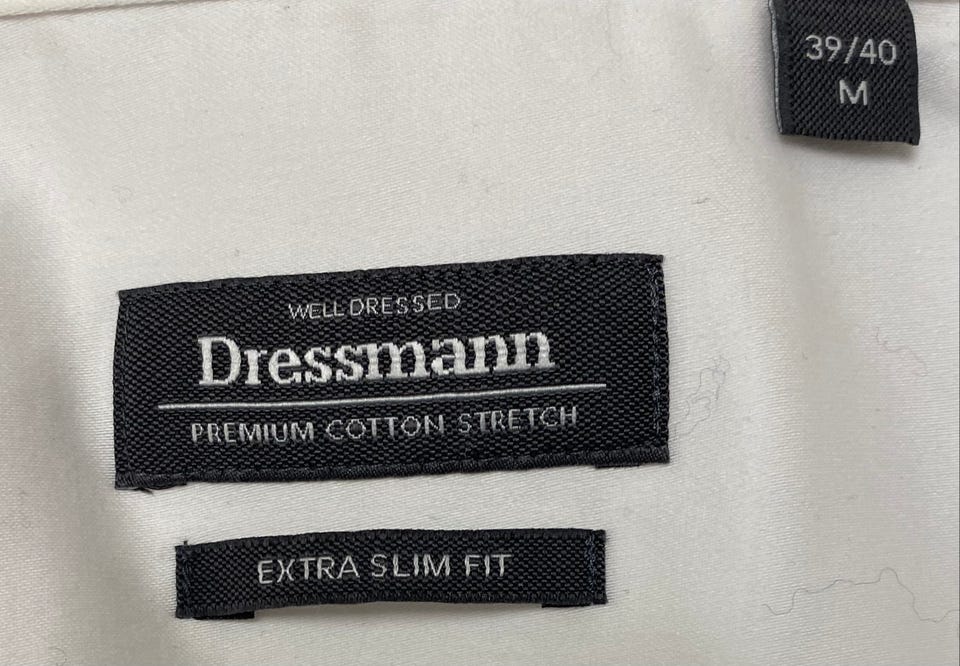 39/40
M
WELL DRESSED
Dressmann
PREMIUM COTTON STRETCH
EXTRA SLIM FIT